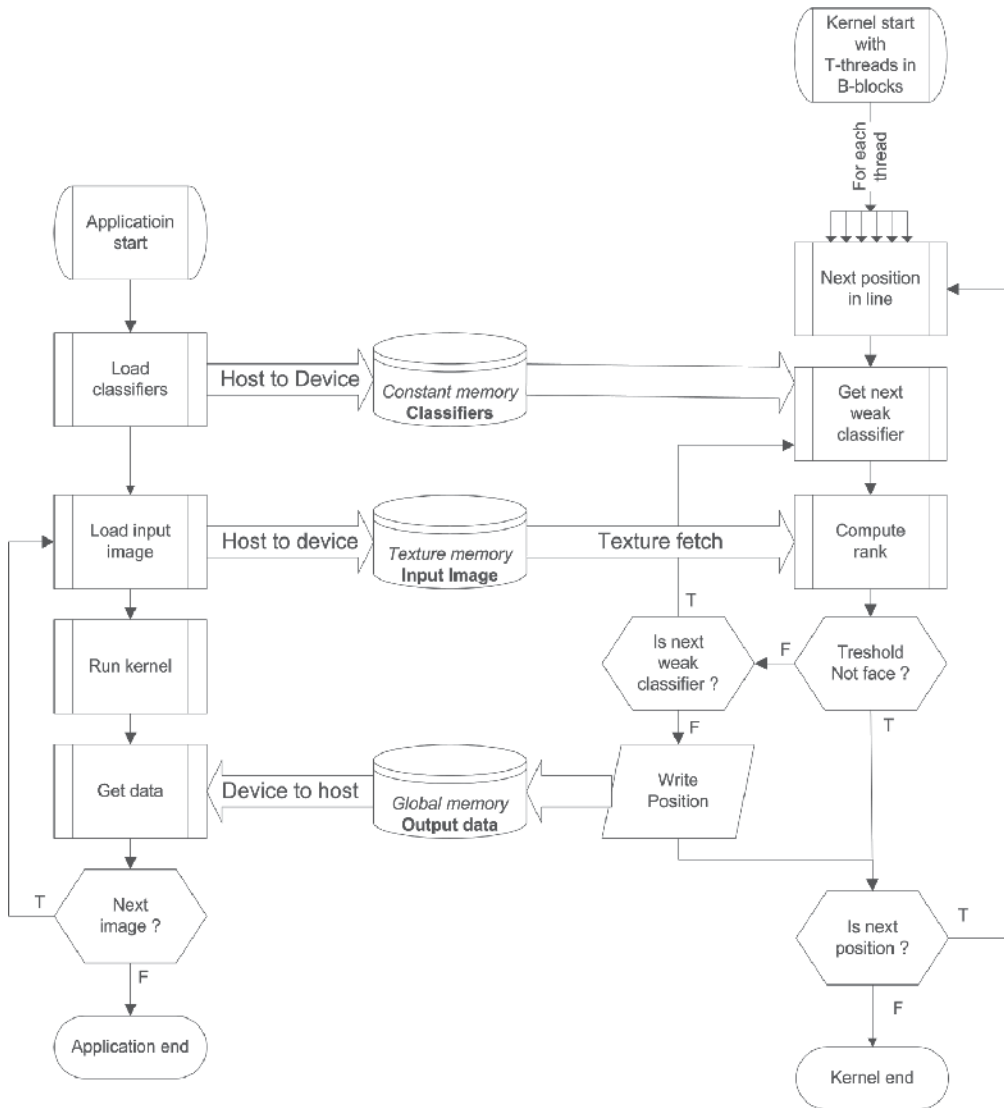 Kernel start
with
T-threads in
B-blocks
For each
thread
Applicatioin
start
Next position
in line
Load
classifiers
Host to Device
Constant memory
Classifiers
Get next
weak
classifier
Load input
image
Host to device
Texture memory
Input Image
Texture fetch
Compute
rank
T
Run kernel
Is next
weak
classifier ?
F
Treshold
Not face ?
F
T
Get data
Device to host
Global memory
Output data
Write
Position
T
Next
image ?
Is next
position ?
T
F
F
Application end
Kernel end